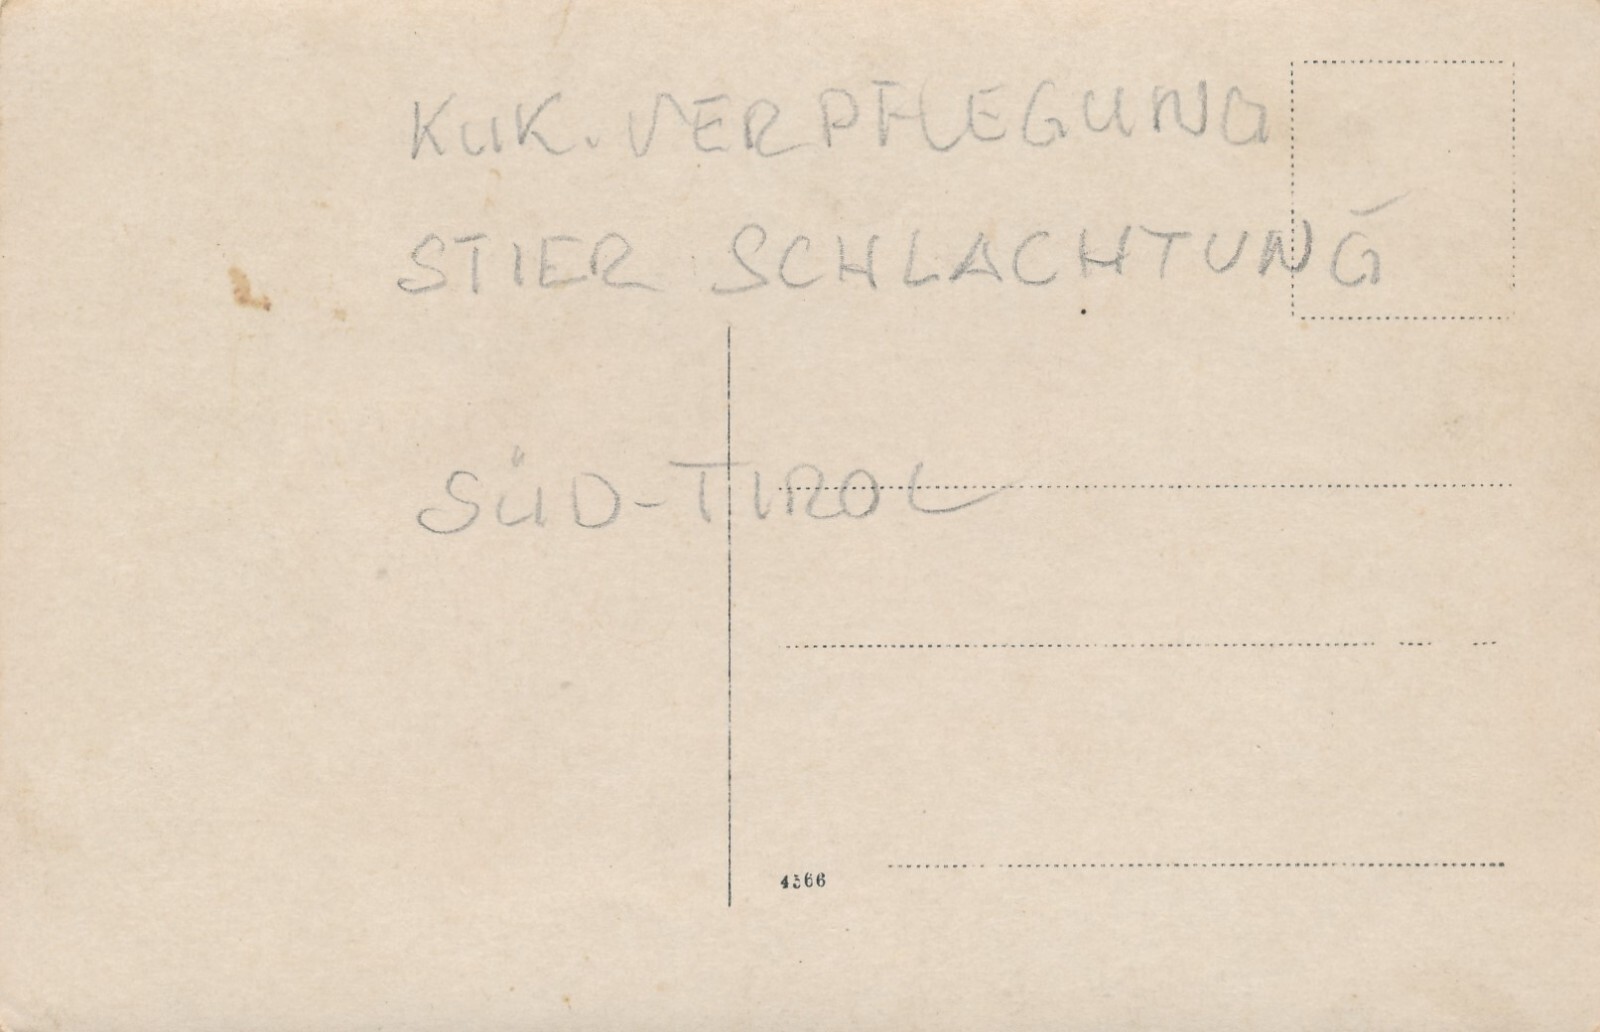 KuK. VERPFLEGUNG
STIER SCHLACHTUNG
SÜD-TIROL
4366